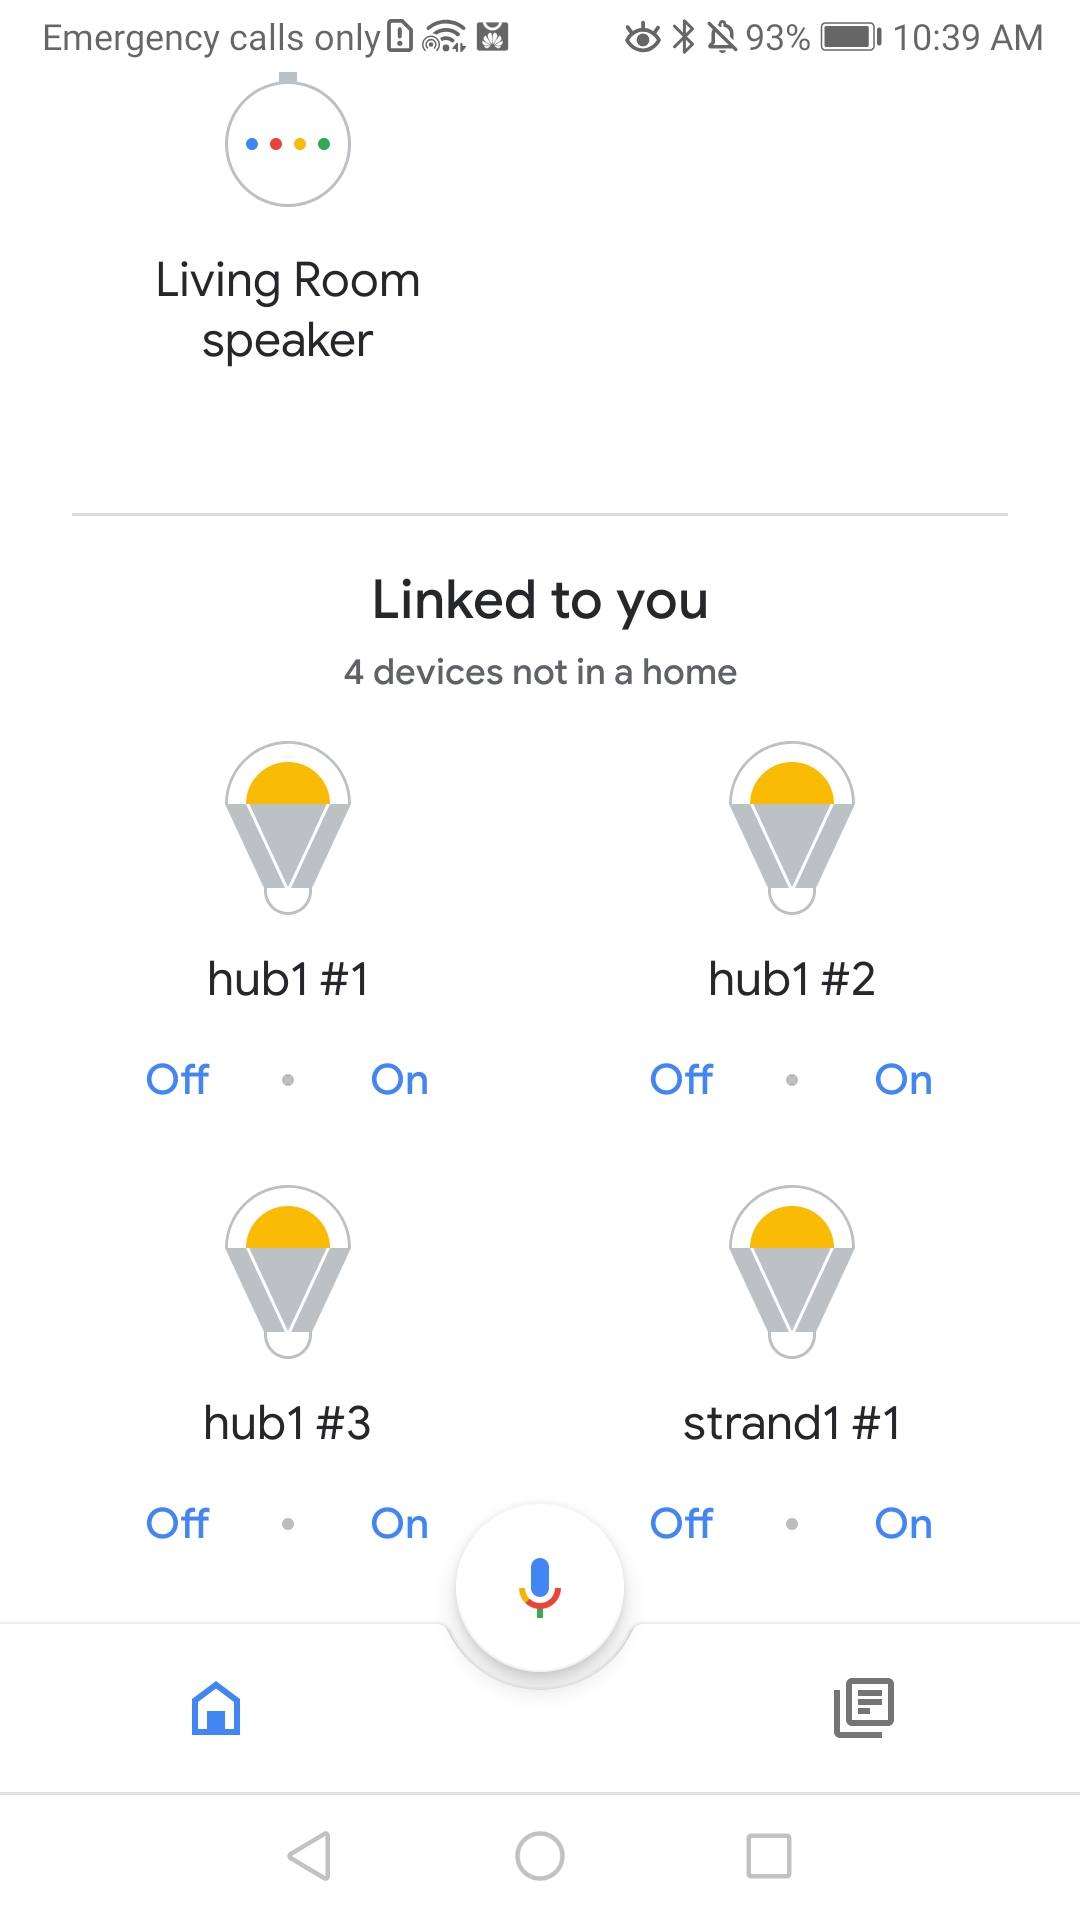 Emergency calls only 93% 10:39 AM
Living Room
speaker
Linked to you
4 devices not in a home
hub1 #1 hub1 #2
Off • On Off • On
hub1 #3 strand1 #1
Off • On Off • On